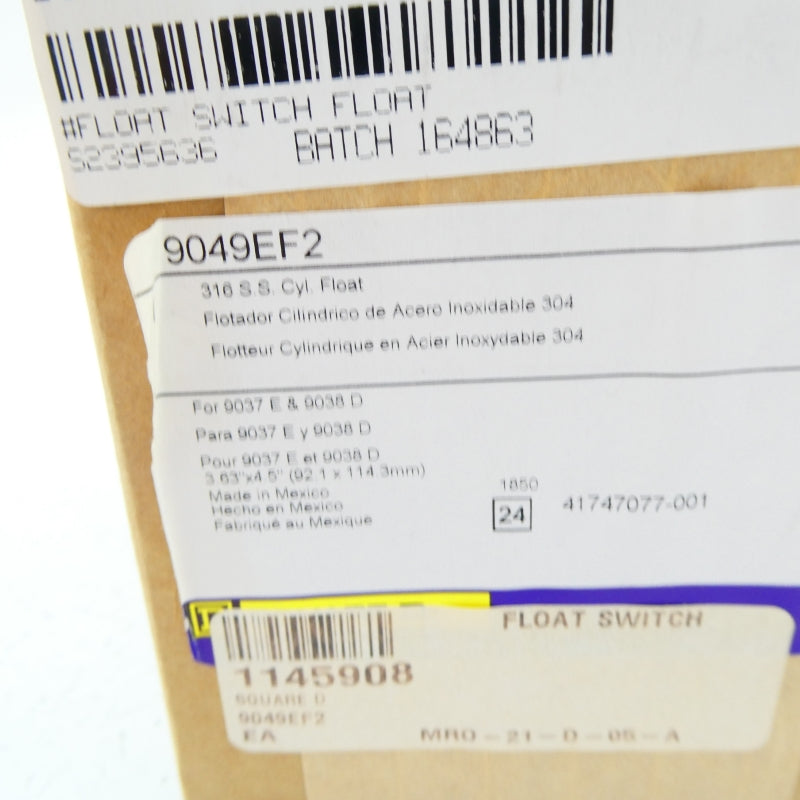 #FLOAT SWITCH FLOAT
S2395636 BATCH 164863
9049EF2
316 S.S. Cyl. Float
Flotador Cilindrico de Acero Inoxidable 304
Flotteur Cylindrique en Acier Inoxydable 304
For 9037 E & 9038 D
Para 9037 E y 9038 D
Pour 9037 E et 9038 D
3.63"x4.5" (92.1 x 114.3mm)
Made in Mexico
Hecho en Mexico
Fabriqué au Mexique
1850
24 41747077-001
FLOAT SWITCH
1145908
SQUARE D
9049EF2
EA MRO-21-D-05-A